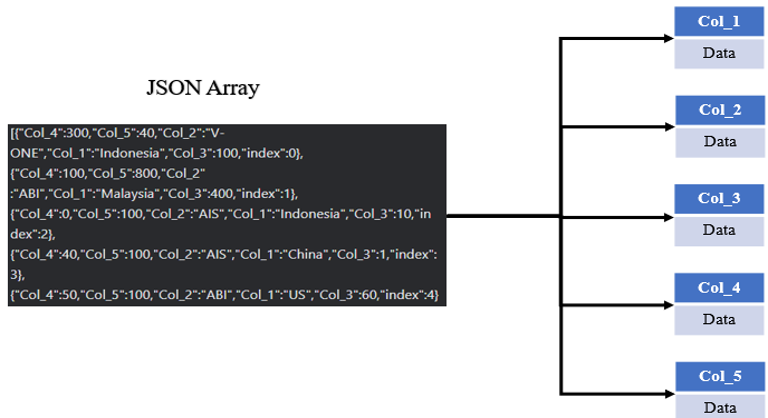 JSON Array
[{"Col_4":300,"Col_5":40,"Col_2":"V-
ONE","Col_1":"Indonesia","Col_3":100,"index":0},
{"Col_4":100,"Col_5":800,"Col_2"
:"ABI","Col_1":"Malaysia","Col_3":400,"index":1},
{"Col_4":0,"Col_5":100,"Col_2":"AIS","Col_1":"Indonesia","Col_3":10,"in
dex":2},
{"Col_4":40,"Col_5":100,"Col_2":"AIS","Col_1":"China","Col_3":1,"index":
3},
{"Col_4":50,"Col_5":100,"Col_2":"ABI","Col_1":"US","Col_3":60,"index":4}
Col_1
Data
Col_2
Data
Col_3
Data
Col_4
Data
Col_5
Data